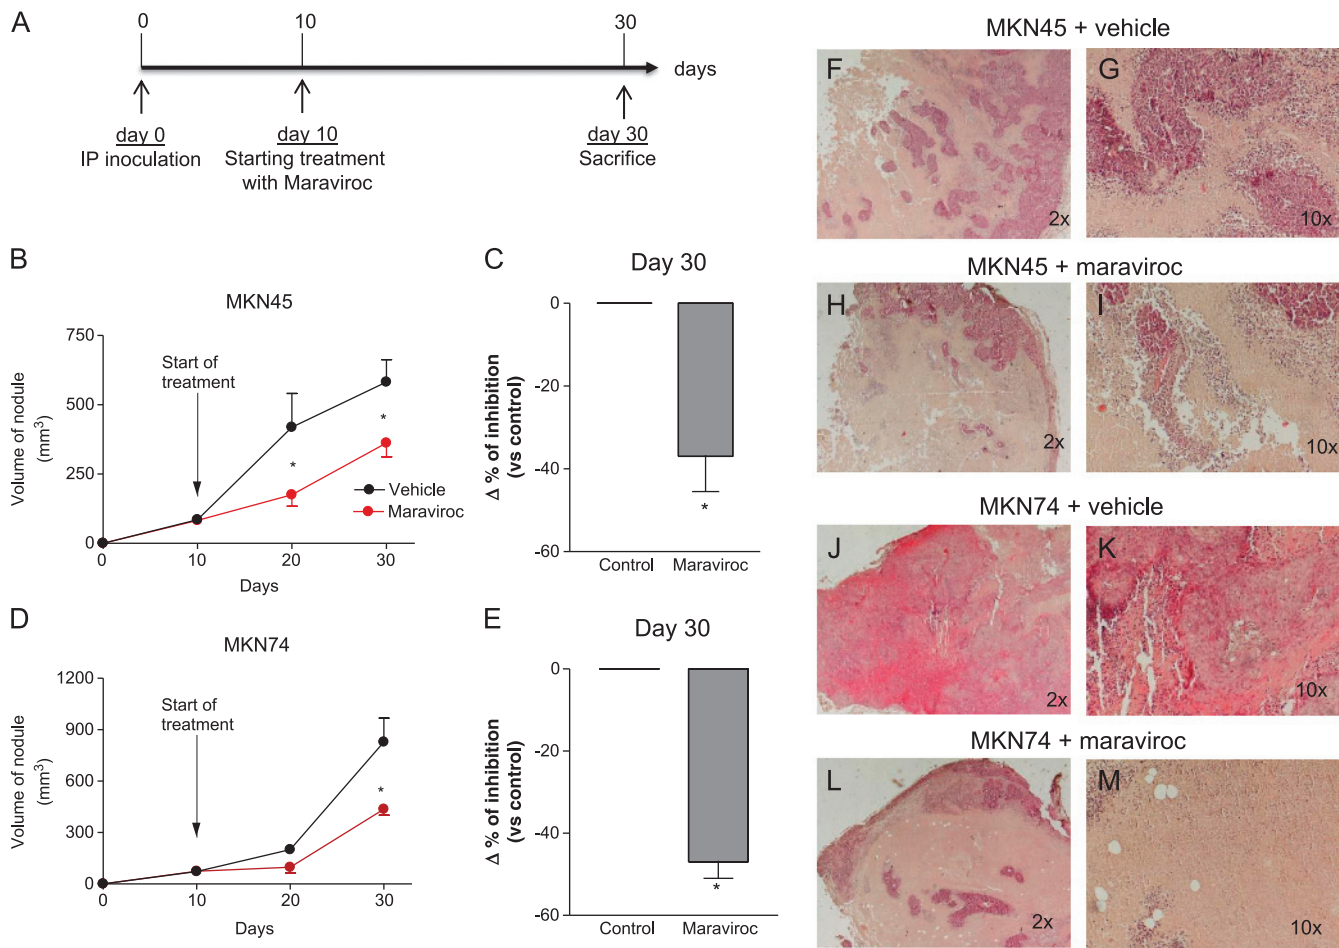 A
0 10 30
days
day 0 day 10 day 30
IP inoculation Starting treatment Sacrifice
with Maraviroc
B
MKN45
750
500
250
0
Volume of nodule
(mm3)
Start of
treatment
*
*
Vehicle
Maraviroc
0 10 20 30
Days
C
Day 30
0
-20
-40
-60
Δ % of inhibition
(vs control)
*
Control Maraviroc
D
MKN74
1200
900
600
300
0
Volume of nodule
(mm3)
Start of
treatment
*
0 10 20 30
Days
E
Day 30
0
-20
-40
-60
Δ % of inhibition
(vs control)
*
Control Maraviroc
MKN45 + vehicle
F G
2x 10x
MKN45 + maraviroc
H I
2x 10x
MKN74 + vehicle
J K
2x 10x
MKN74 + maraviroc
L M
2x 10x